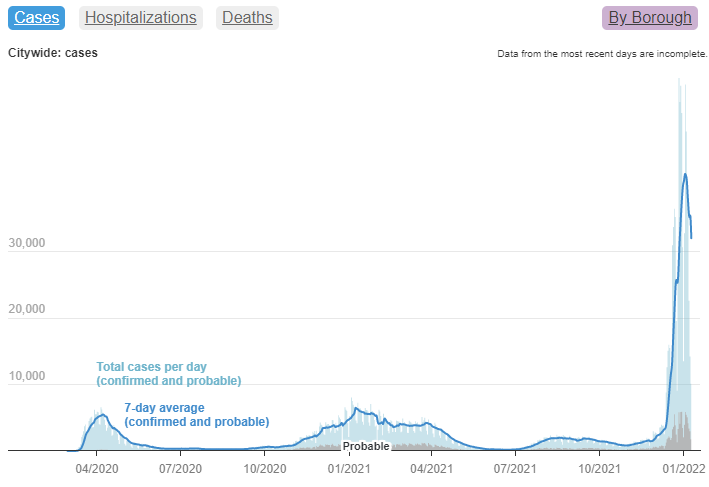 Cases Hospitalizations Deaths By Borough
Citywide: cases Data from the most recent days are incomplete.
30,000
20,000
10,000
Total cases per day
(confirmed and probable)
7-day average
(confirmed and probable)
Probable
04/2020 07/2020 10/2020 01/2021 04/2021 07/2021 10/2021 01/2022